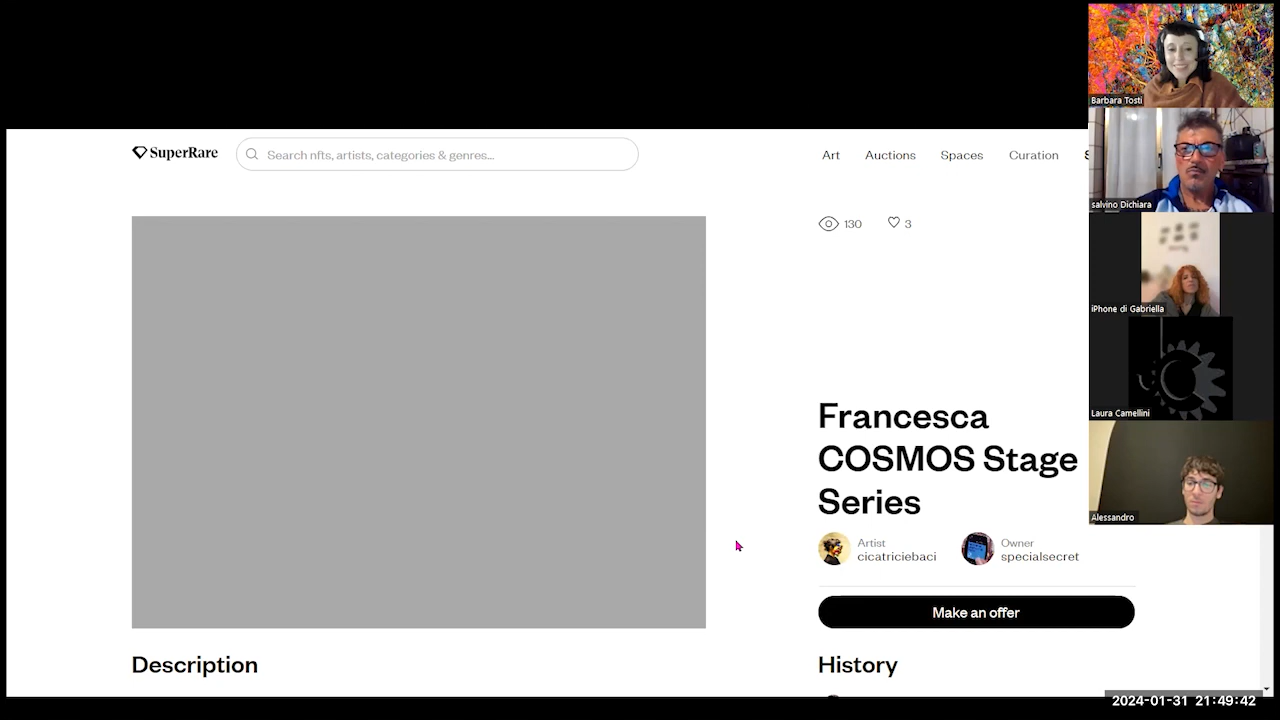 SuperRare
Search nfts, artists, categories & genres...
Art
Auctions
Spaces
Curation
130
3
Francesca
COSMOS Stage
Series
Artist
cicatriciebaci
Owner
specialsecret
Make an offer
Description
History
Barbara Tosti
salvino Dichiara
iPhone di Gabriella
Laura Camellini
Alessandro
2024-01-31 21:49:42